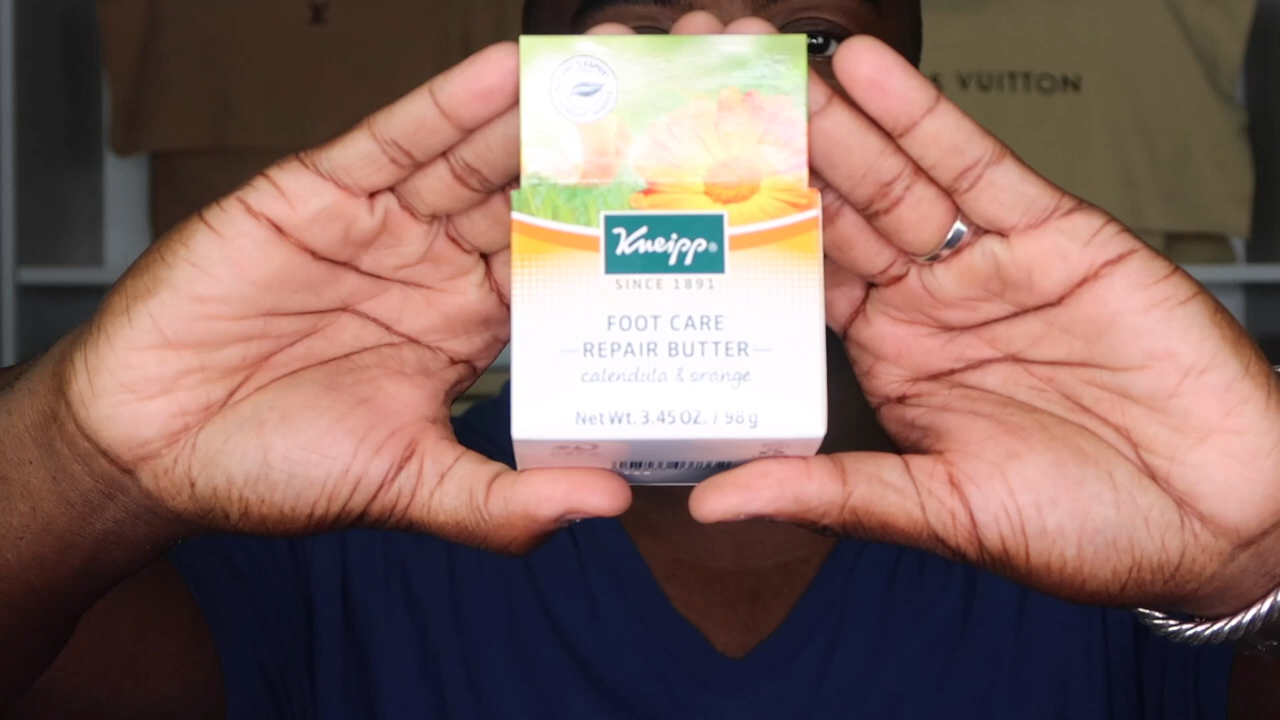 VUITTON
Kneipp®
SINCE 1891
FOOT CARE
REPAIR BUTTER
calendula & orange
Net Wt. 3.45 OZ. / 98 g